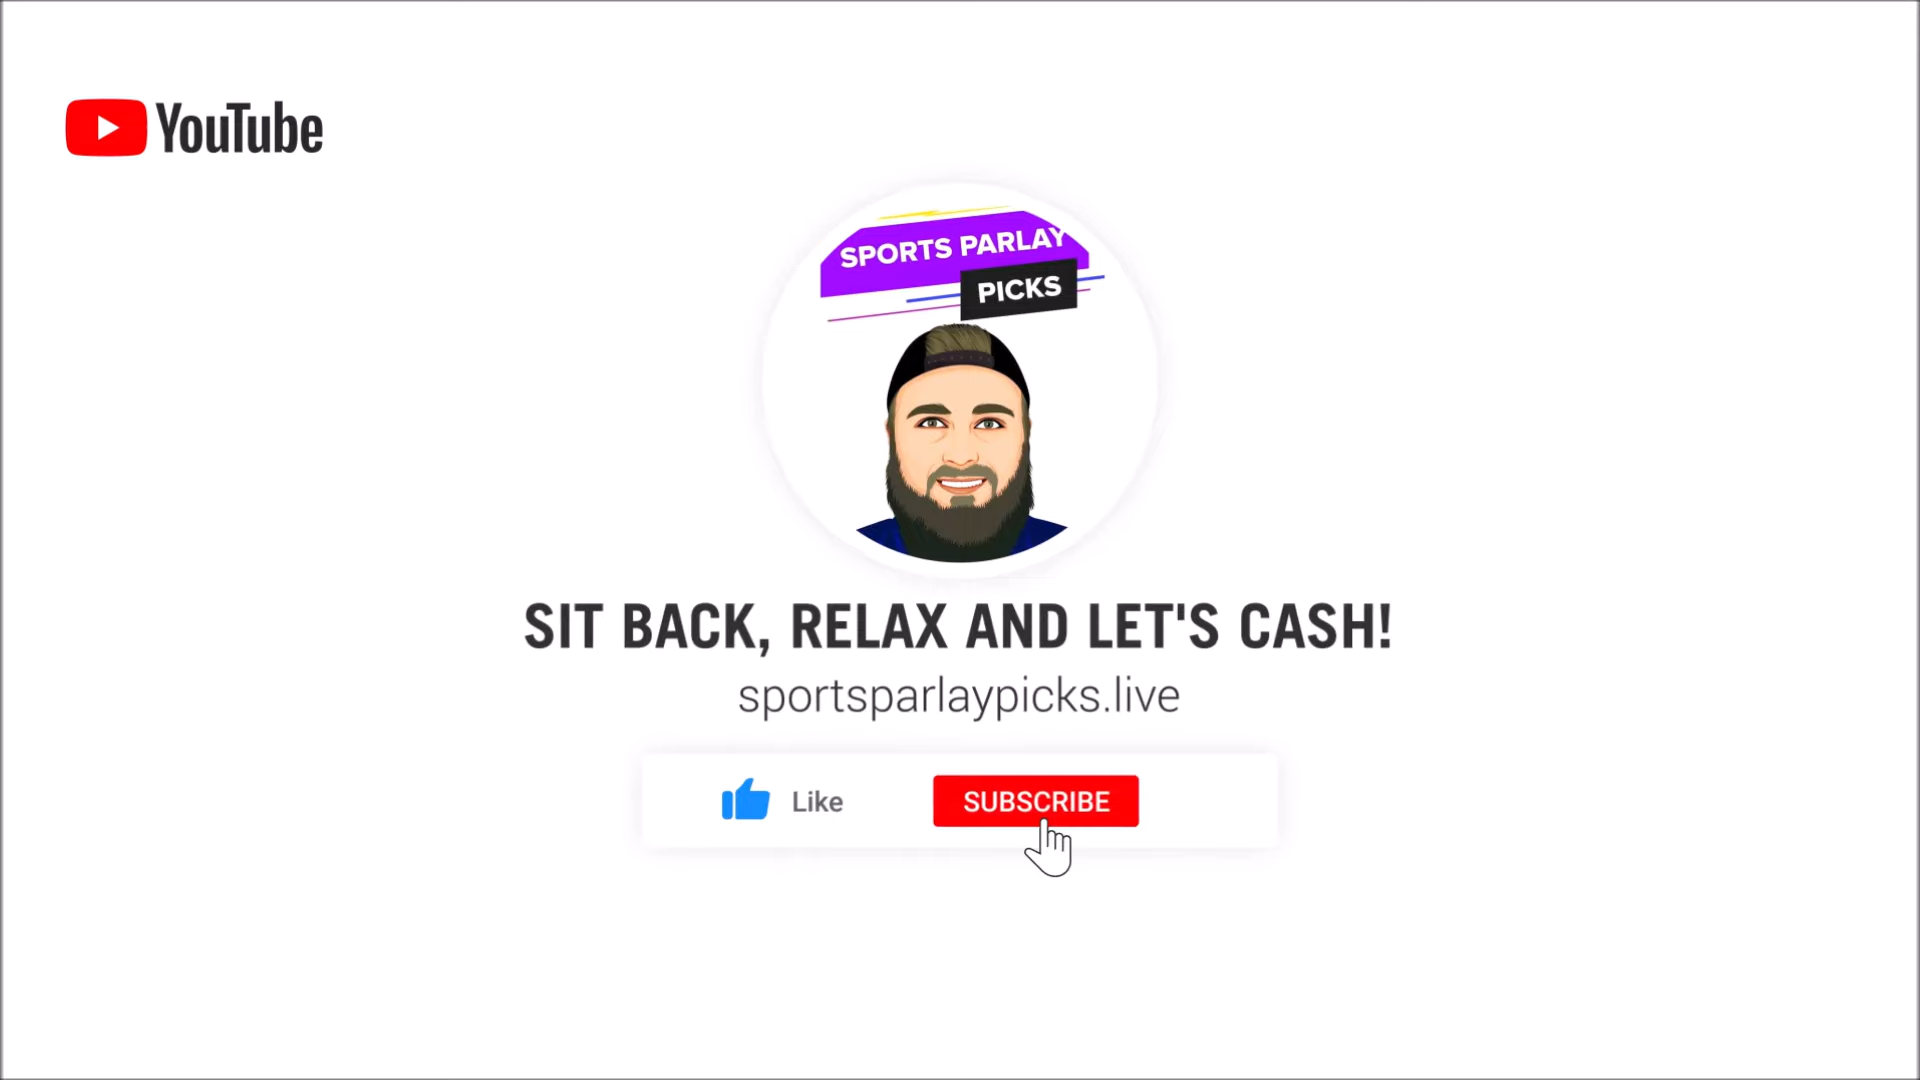 YouTube
SPORTS PARLAY
PICKS
SIT BACK, RELAX AND LET'S CASH!
sportsparlaypicks.live
Like
SUBSCRIBE